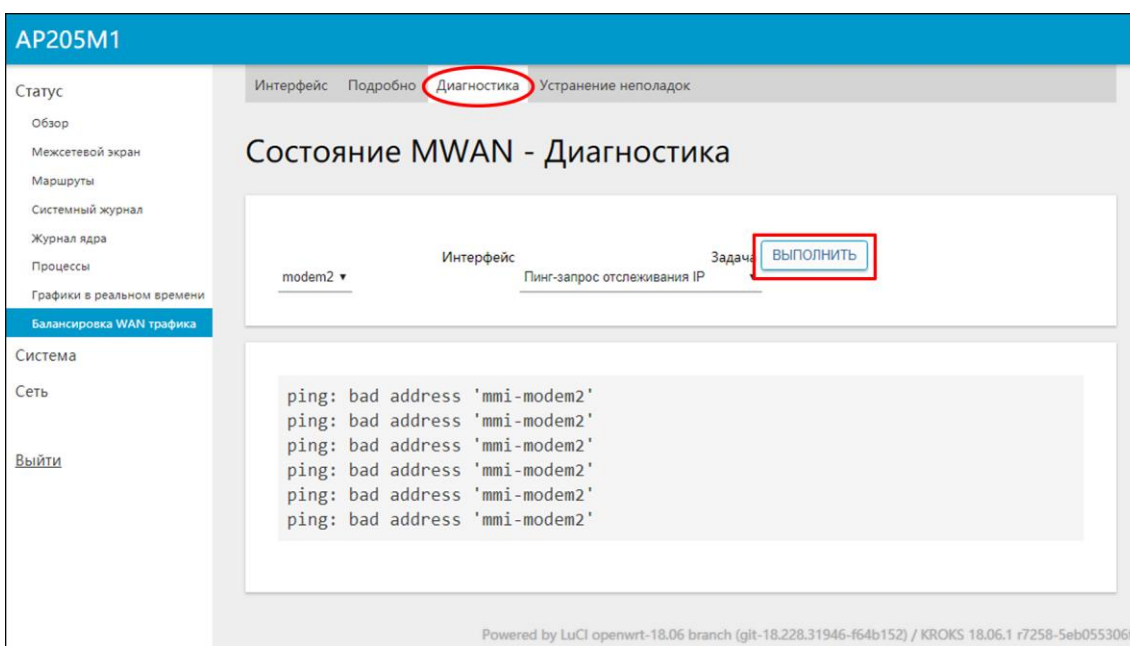 AP205M1
Статус
Обзор
Межсетевой экран
Маршруты
Системный журнал
Журнал ядра
Процессы
Графики в реальном времени
Балансировка WAN трафика
Система
Сеть
Выйти
Интерфейс Подробно Диагностика Устранение неполадок
Состояние MWAN - Диагностика
Интерфейс Задача ВЫПОЛНИТЬ
modem2 Пинг-запрос отслеживания IP
ping: bad address 'mmi-modem2'
ping: bad address 'mmi-modem2'
ping: bad address 'mmi-modem2'
ping: bad address 'mmi-modem2'
ping: bad address 'mmi-modem2'
ping: bad address 'mmi-modem2'
Powered by LuCI openwrt-18.06 branch (git-18.228.31946-f64b152) / KROKS 18.06.1 r7258-5eb055306